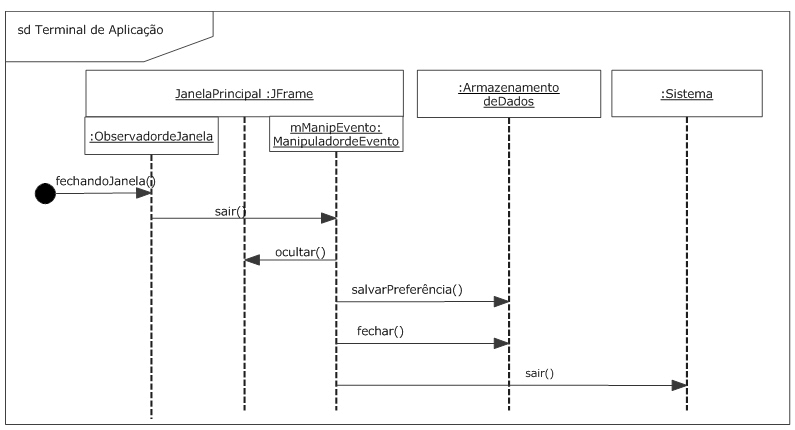 sd Terminal de Aplicação
JanelaPrincipal :JFrame
:Armazenamento
deDados
:Sistema
:ObservadordeJanela
mManipEvento:
ManipuladordeEvento
fechandoJanela()
sair()
ocultar()
salvarPreferência()
fechar()
sair()